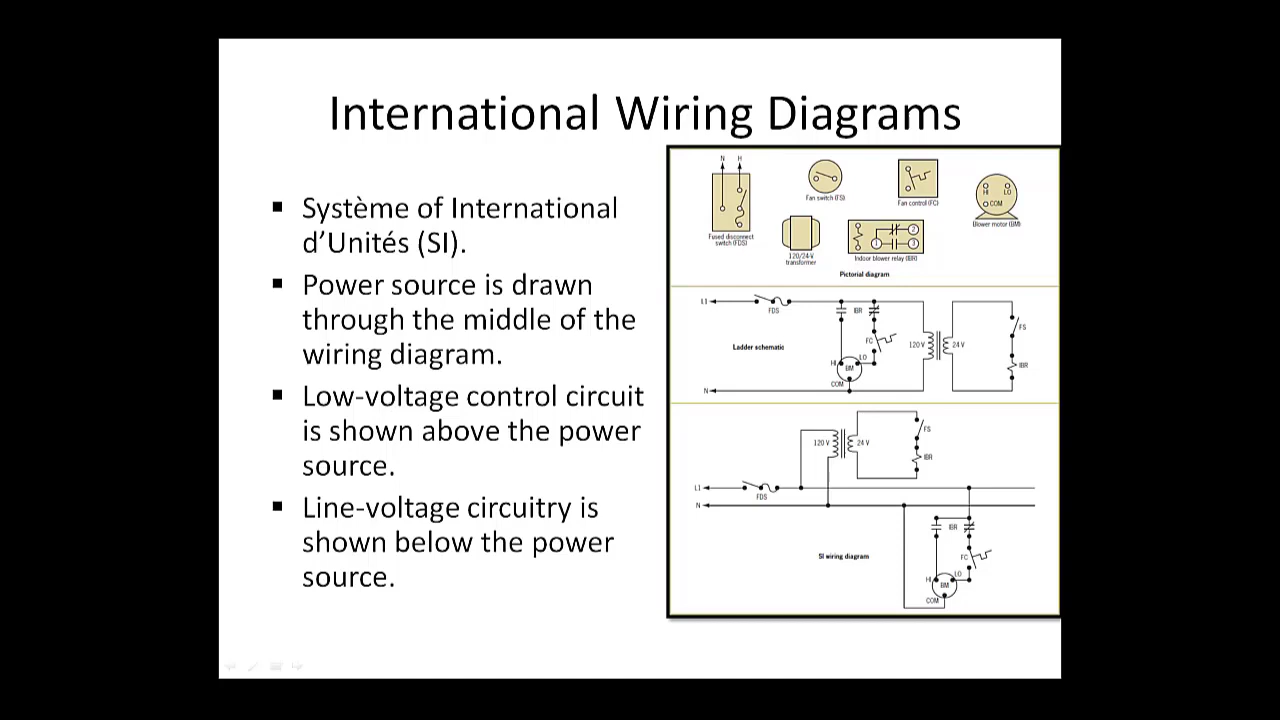 International Wiring Diagrams
▪ Système of International
d’Unités (SI).
▪ Power source is drawn
through the middle of the
wiring diagram.
▪ Low-voltage control circuit
is shown above the power
source.
▪ Line-voltage circuitry is
shown below the power
source.
N H
Fused disconnect
switch (FDS)
Fan switch (FS)
Fan control (FC)
HI LO
COM
Blower motor (BM)
120/24-V
transformer
1 2 3
Indoor blower relay (IBR)
Pictorial diagram
L1
FDS
IBR
FC
HI LO
BM
COM
N
120 V 24 V
FS
IBR
Ladder schematic
120 V 24 V
FS
IBR
L1
FDS
N
IBR
FC
HI LO
BM
COM
SI wiring diagram